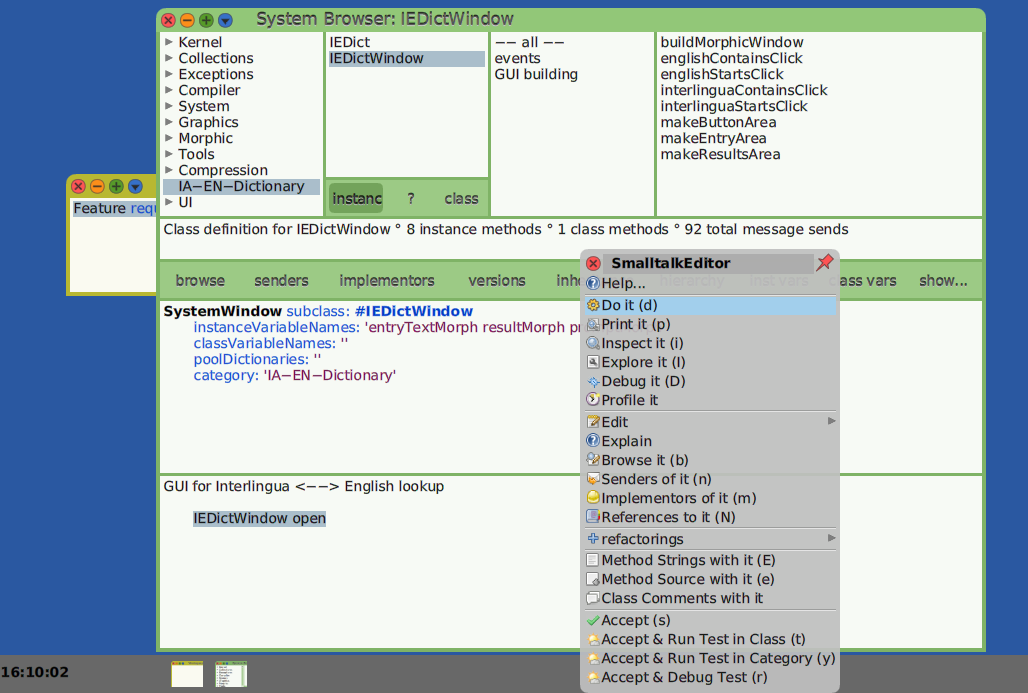 System Browser: IEDictWindow
Kernel
Collections
Exceptions
Compiler
System
Graphics
Morphic
Tools
Compression
IA−EN−Dictionary
UI
IEDict
IEDictWindow
instanc
?
class
−− all −−
events
GUI building
buildMorphicWindow
englishContainsClick
englishStartsClick
interlinguaContainsClick
interlinguaStartsClick
makeButtonArea
makeEntryArea
makeResultsArea
Feature requ
Class definition for IEDictWindow ° 8 instance methods ° 1 class methods ° 92 total message sends
browse senders implementors versions inh hierarchy inst vars class vars show...
SystemWindow subclass: #IEDictWindow
instanceVariableNames: 'entryTextMorph resultMorph pr
classVariableNames: ''
poolDictionaries: ''
category: 'IA−EN−Dictionary'
GUI for Interlingua <−−> English lookup
IEDictWindow open
SmalltalkEditor
Help...
Do it (d)
Print it (p)
Inspect it (i)
Explore it (I)
Debug it (D)
Profile it
Edit
Explain
Browse it (b)
Senders of it (n)
Implementors of it (m)
References to it (N)
refactorings
Method Strings with it (E)
Method Source with it (e)
Class Comments with it
Accept (s)
Accept & Run Test in Class (t)
Accept & Run Test in Category (y)
Accept & Debug Test (r)
16:10:02